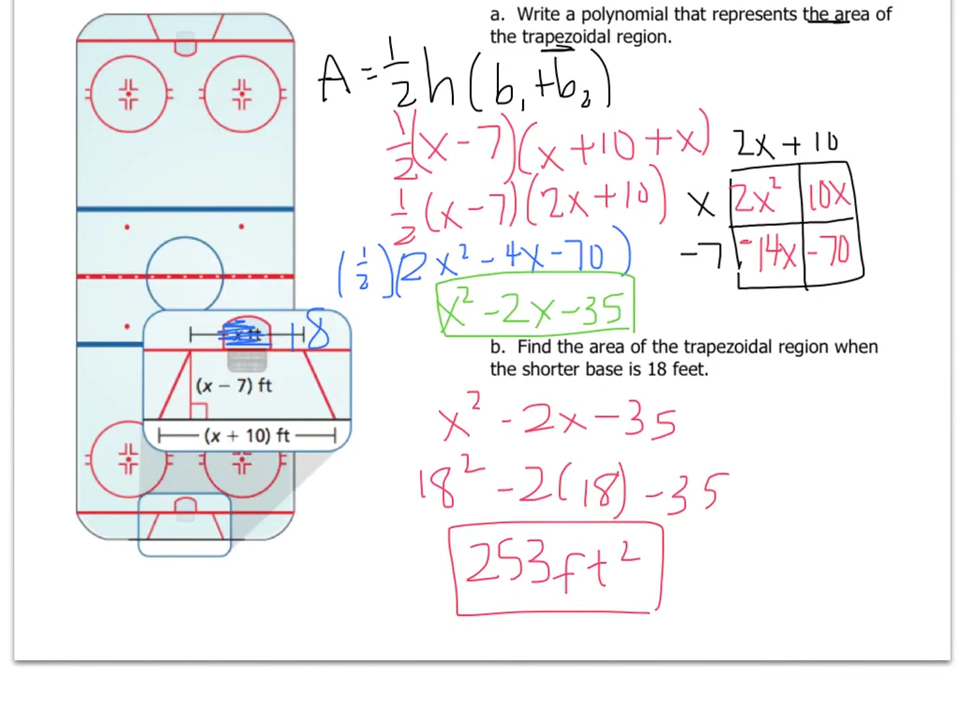 a. Write a polynomial that represents the area of
the trapezoidal region.
A = 1/2 h(b₁+b₂)
1/2(x-7)(x+10+x)
1/2(x-7)(2x+10)
(1/2)(2x²-4x-70)
x²-2x-35
2x+10
x 2x² 10x
-7 -14x -70
18
(x − 7) ft
(x + 10) ft
b. Find the area of the trapezoidal region when
the shorter base is 18 feet.
x²-2x-35
18²-2(18)-35
253ft²